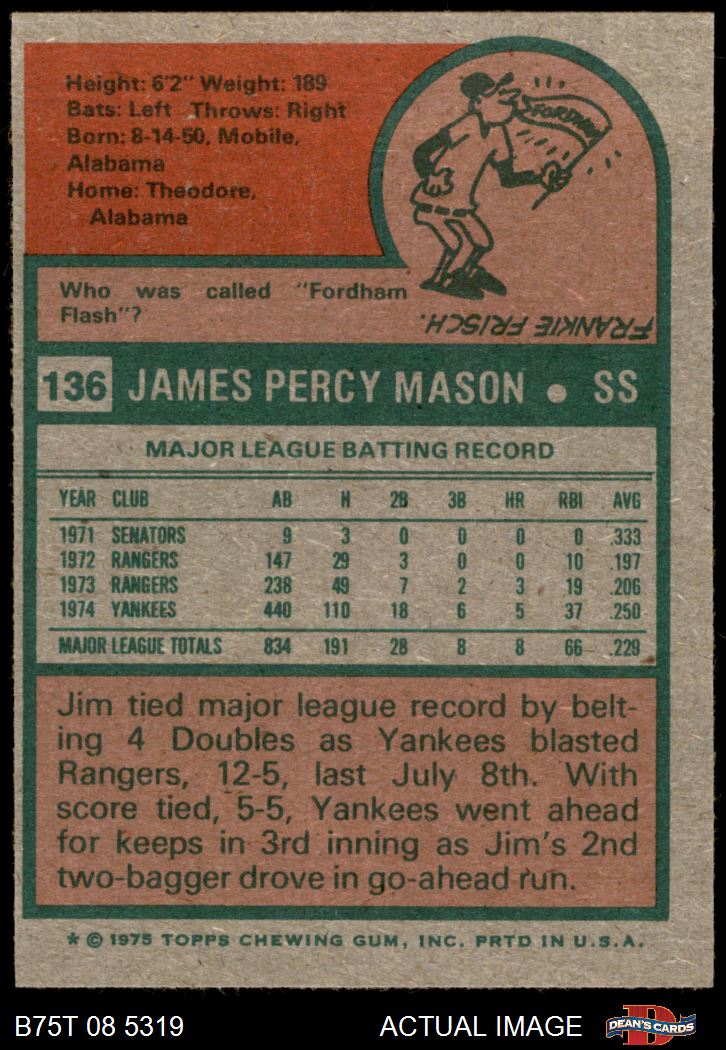 Height: 6'2" Weight: 189
Bats: Left Throws: Right
Born: 8-14-50, Mobile,
Alabama
Home: Theodore,
Alabama
FORDHAM
Who was called "Fordham
Flash"?
FRANKIE FRISCH.
136 JAMES PERCY MASON • SS
MAJOR LEAGUE BATTING RECORD
YEAR CLUB AB H 2B 3B HR RBI AVG
1971 SENATORS 9 3 0 0 0 0 .333
1972 RANGERS 147 29 3 0 0 10 .197
1973 RANGERS 238 49 7 2 3 19 .206
1974 YANKEES 440 110 18 6 5 37 .250
MAJOR LEAGUE TOTALS 834 191 28 8 8 66 .229
Jim tied major league record by belt-
ing 4 Doubles as Yankees blasted
Rangers, 12-5, last July 8th. With
score tied, 5-5, Yankees went ahead
for keeps in 3rd inning as Jim's 2nd
two-bagger drove in go-ahead run.
* © 1975 TOPPS CHEWING GUM, INC. PRTD IN U.S.A.
B75T 08 5319 ACTUAL IMAGE D DEAN'S CARDS